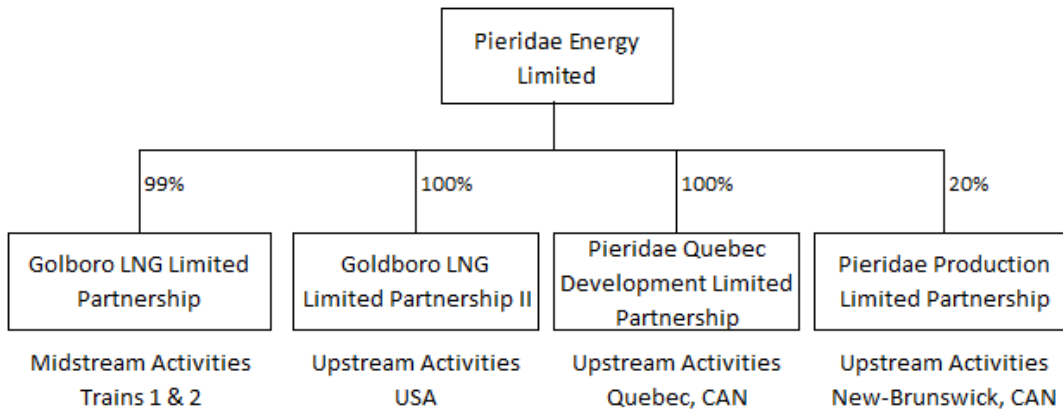 Pieridae Energy
Limited
99%
100%
100%
20%
Golboro LNG Limited
Partnership
Goldboro LNG
Limited Partnership II
Pieridae Quebec
Development Limited
Partnership
Pieridae Production
Limited Partnership
Midstream Activities
Trains 1 & 2
Upstream Activities
USA
Upstream Activities
Quebec, CAN
Upstream Activities
New-Brunswick, CAN